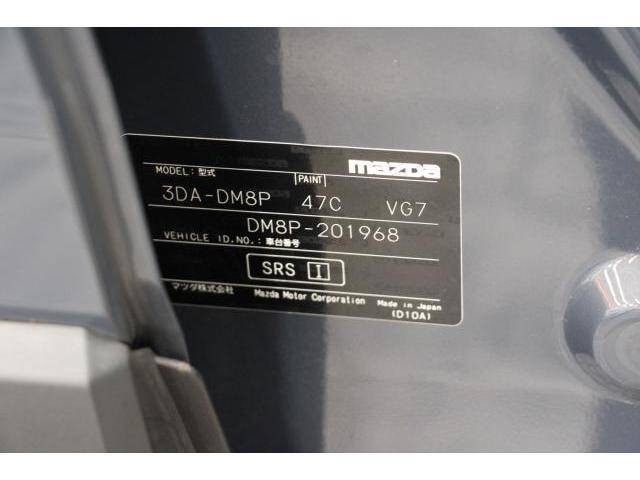 mazDa
MODEL: 型式 PAINT
3DA-DM8P 47C VG7
DM8P-201968
VEHICLE ID.NO.: 車台番号
SRS I
マツダ株式会社 Mazda Motor Corporation Made in Japan
(D10A)